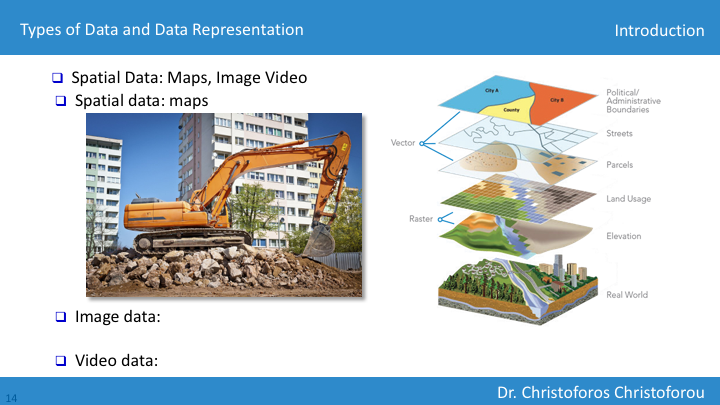 Types of Data and Data Representation
Introduction
❑ Spatial Data: Maps, Image Video
❑ Spatial data: maps
City A
City B
County
Political/
Administrative
Boundaries
Streets
Vector
Parcels
Land Usage
Raster
Elevation
Real World
❑ Image data:
❑ Video data:
14
Dr. Christoforos Christoforou